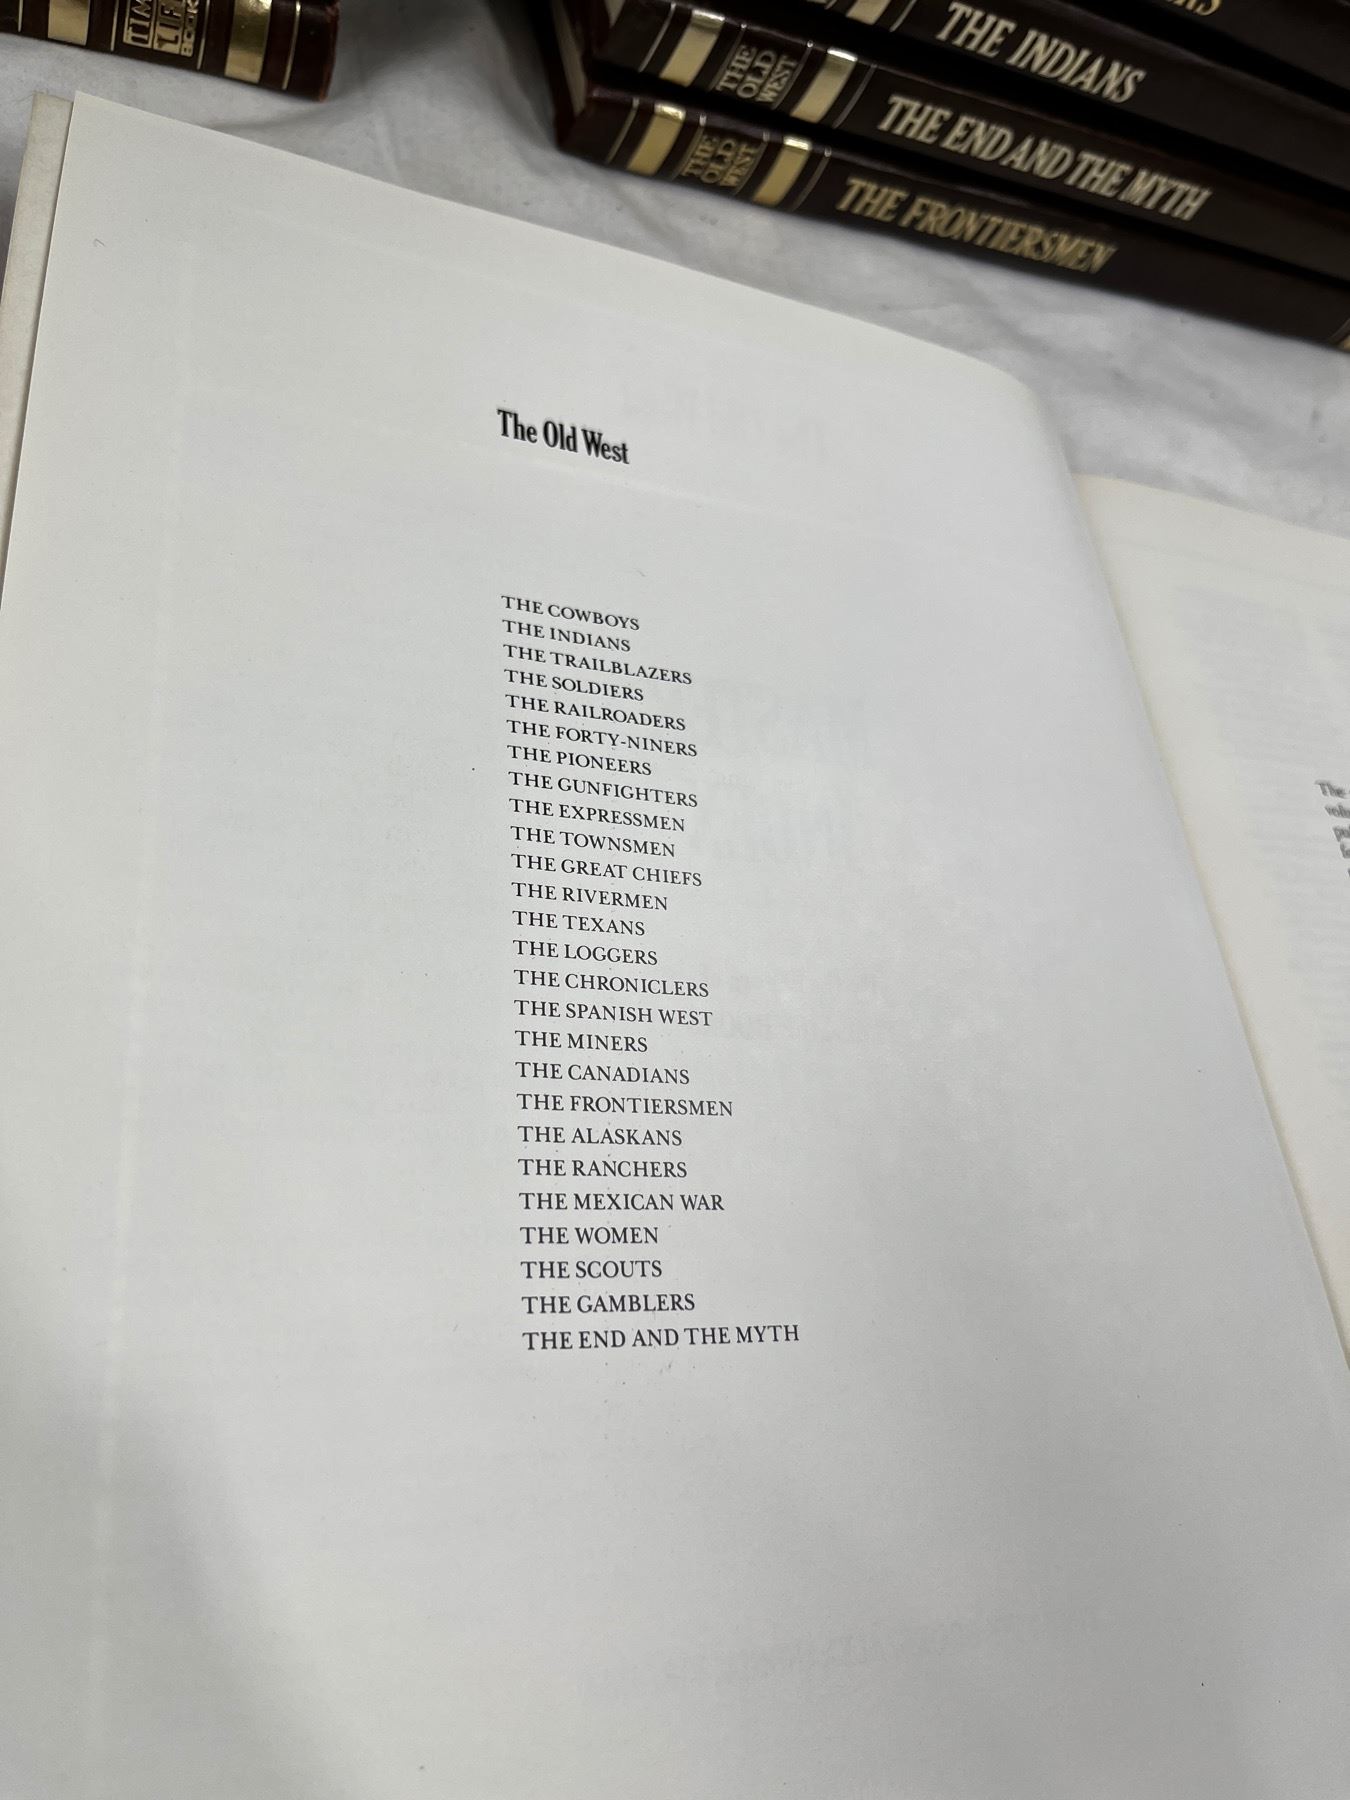 TIME
LIFE
BOOKS
THE INDIANS
THE
OLD
WEST
THE END AND THE MYTH
THE
OLD
WEST
THE FRONTIERSMEN
The Old West
THE COWBOYS
THE INDIANS
THE TRAILBLAZERS
THE SOLDIERS
THE RAILROADERS
THE FORTY-NINERS
THE PIONEERS
THE GUNFIGHTERS
THE EXPRESSMEN
THE TOWNSMEN
THE GREAT CHIEFS
THE RIVERMEN
THE TEXANS
THE LOGGERS
THE CHRONICLERS
THE SPANISH WEST
THE MINERS
THE CANADIANS
THE FRONTIERSMEN
THE ALASKANS
THE RANCHERS
THE MEXICAN WAR
THE WOMEN
THE SCOUTS
THE GAMBLERS
THE END AND THE MYTH
The